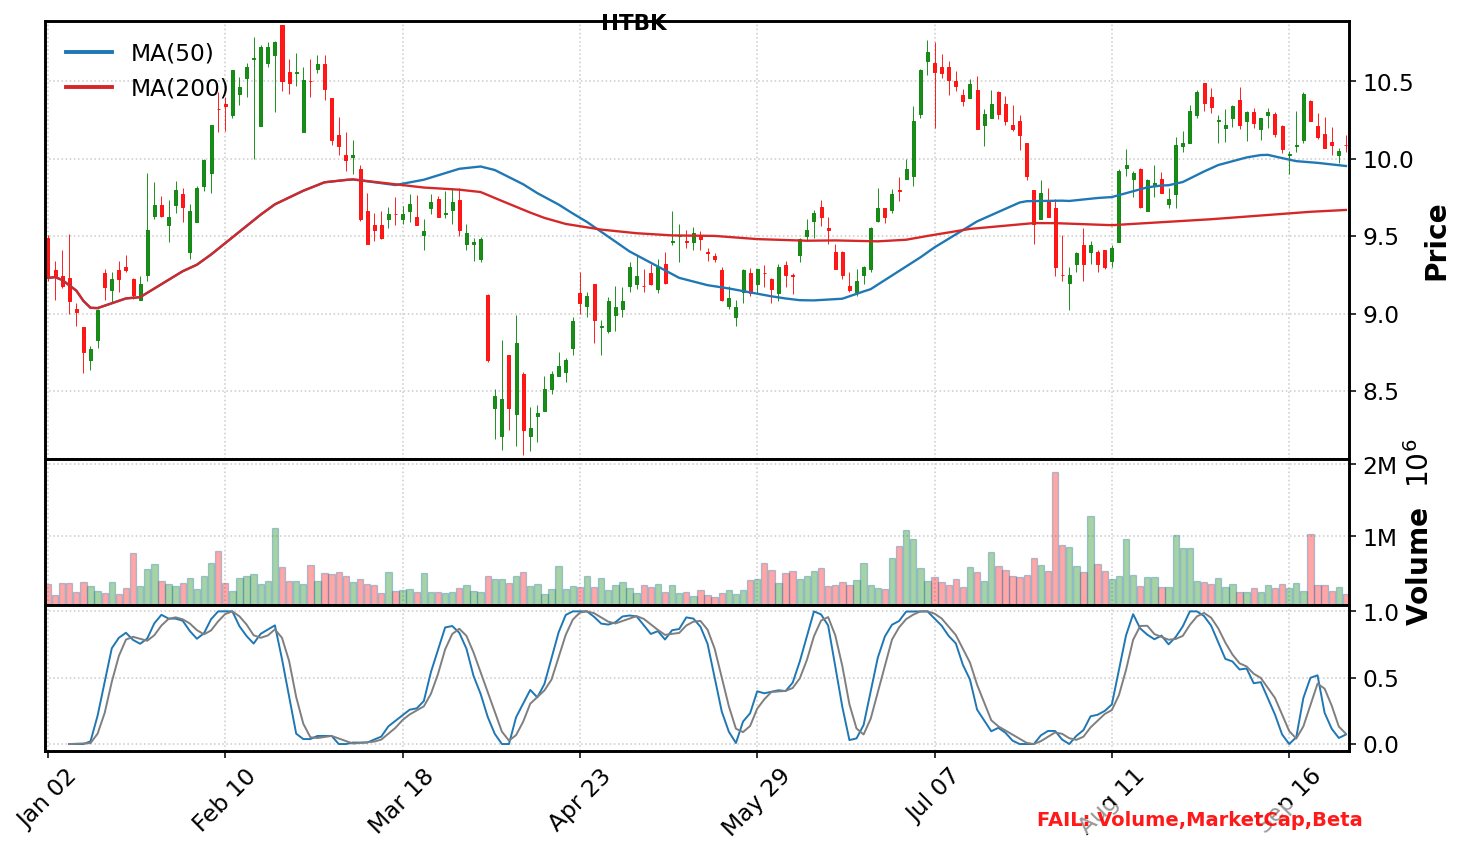 HTBK
MA(50)
MA(200)
10.5
10.0
9.5
9.0
8.5
Price
2M
1M
Volume 10^6
1.0
0.5
0.0
Jan 02
Feb 10
Mar 18
Apr 23
May 29
Jul 07
Aug 11
Sep 16
FAIL: Volume,MarketCap,Beta